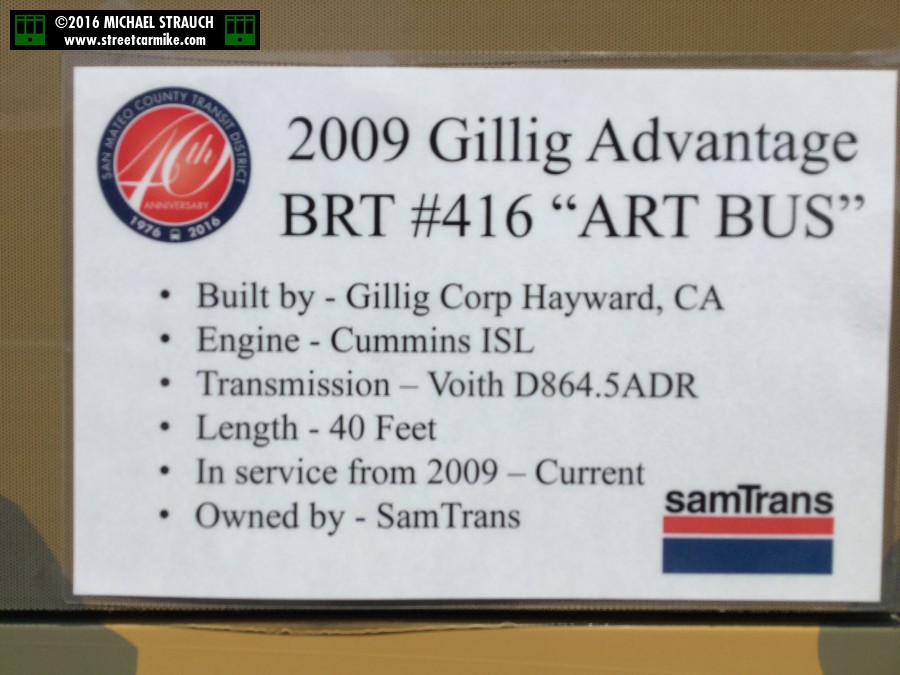 ©2016 MICHAEL STRAUCH
www.streetcarmike.com
SAN MATEO COUNTY TRANSIT DISTRICT
40th
ANNIVERSARY
1976 2016
2009 Gillig Advantage
BRT #416 “ART BUS”
• Built by - Gillig Corp Hayward, CA
• Engine - Cummins ISL
• Transmission – Voith D864.5ADR
• Length - 40 Feet
• In service from 2009 – Current
• Owned by - SamTrans
samTrans